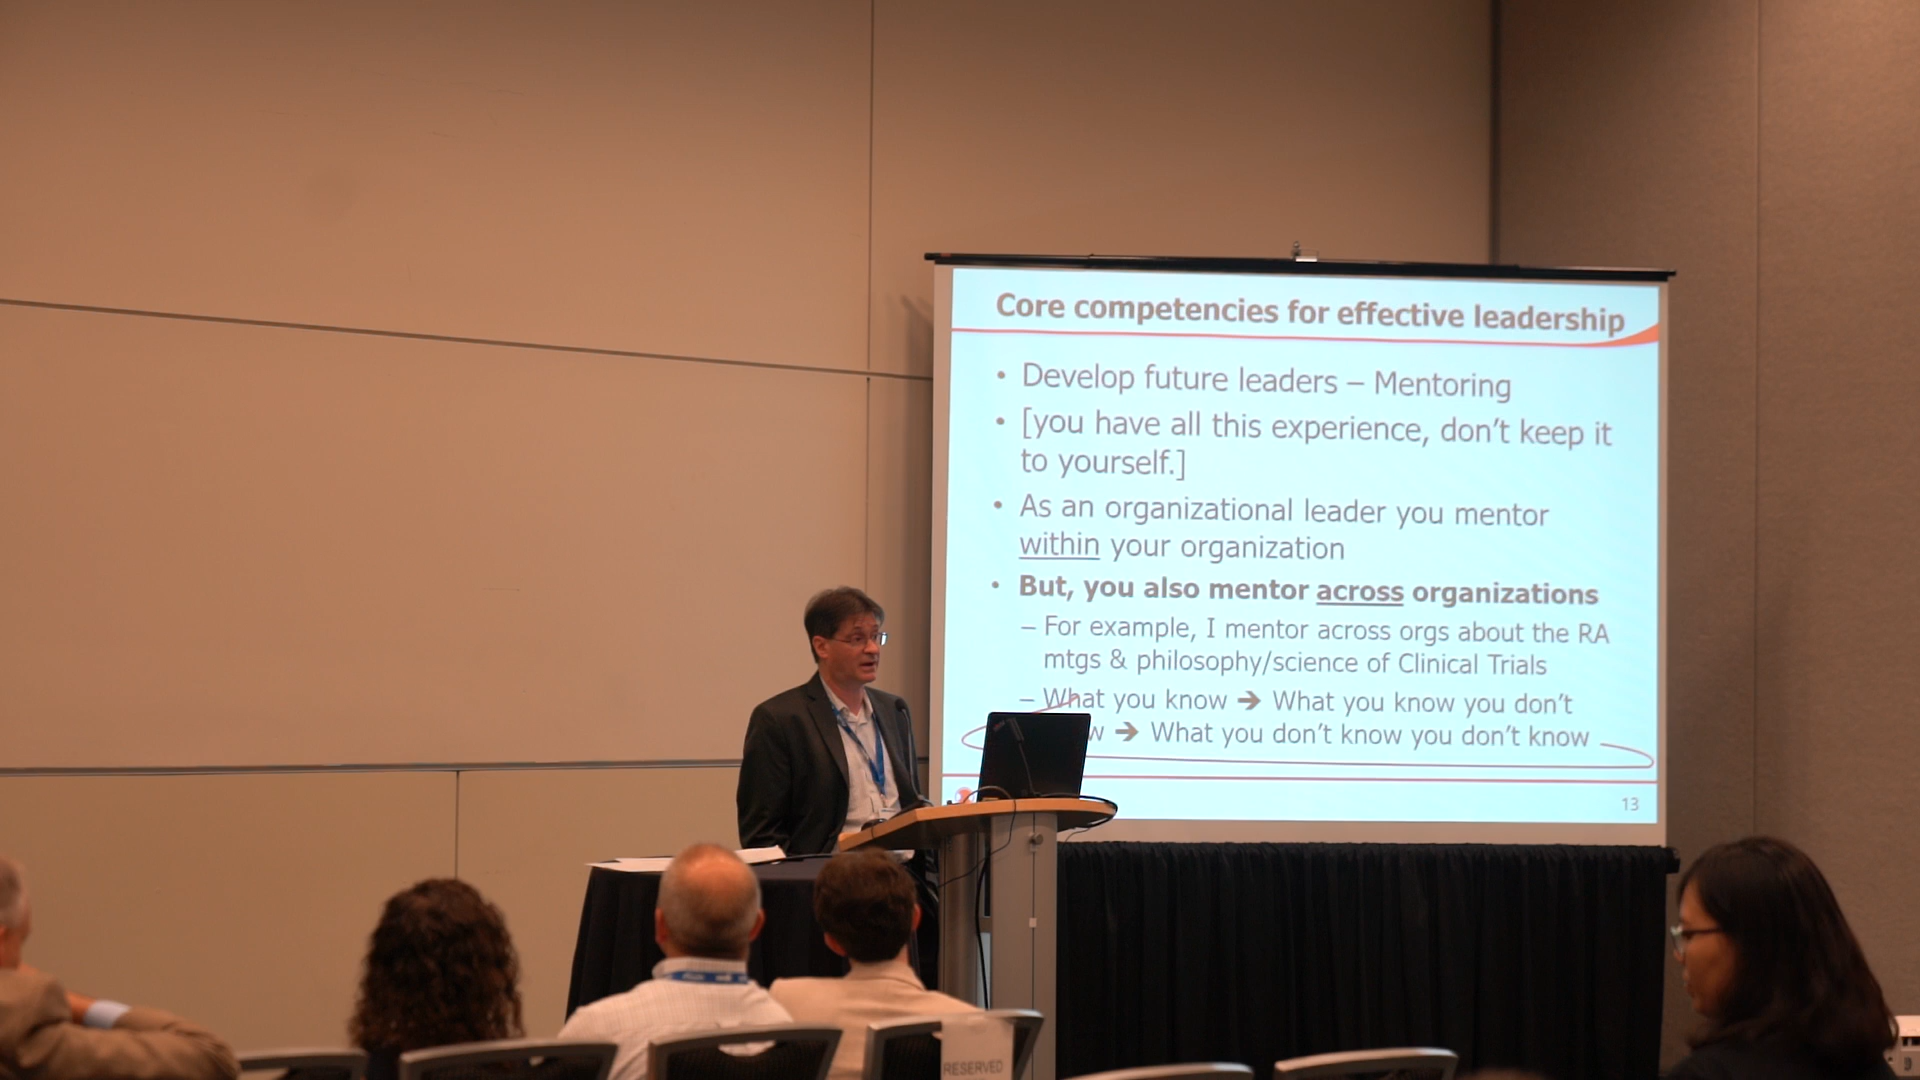 Core competencies for effective leadership
• Develop future leaders – Mentoring
• [you have all this experience, don't keep it
to yourself.]
• As an organizational leader you mentor
within your organization
• But, you also mentor across organizations
– For example, I mentor across orgs about the RA
mtgs & philosophy/science of Clinical Trials
– What you know ➔ What you know you don't
w ➔ What you don't know you don't know
13
RESERVED